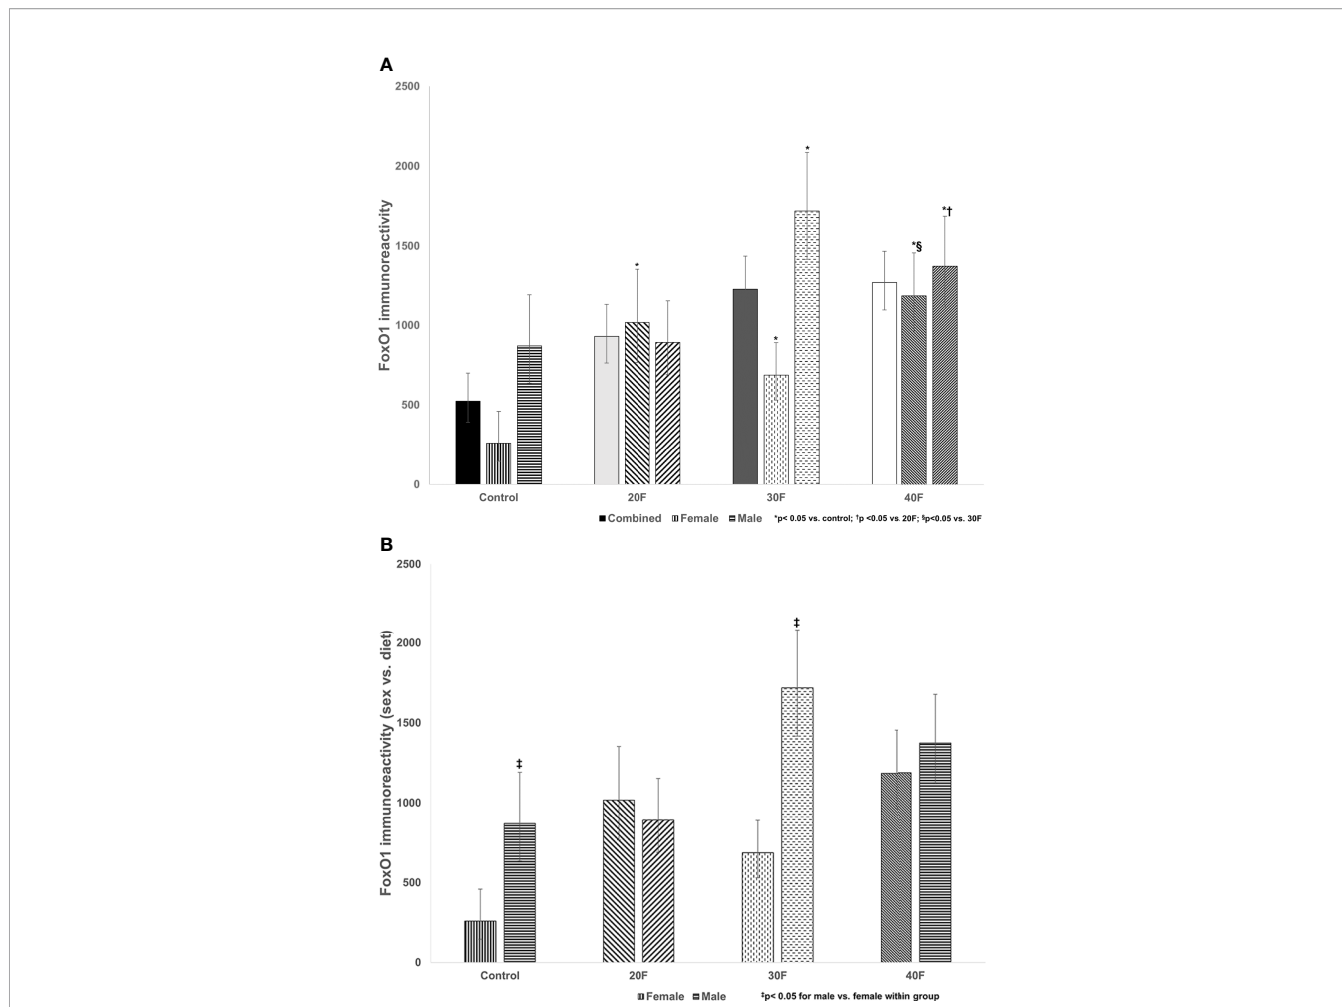 A
2500
2000
1500
1000
500
0
FoxO1 immunoreactivity
*
*
*
*§
*†
Control 20F 30F 40F
Combined Female Male *p< 0.05 vs. control; †p <0.05 vs. 20F; §p<0.05 vs. 30F
B
2500
2000
1500
1000
500
0
FoxO1 immunoreactivity (sex vs. diet)
‡
‡
Control 20F 30F 40F
Female Male ‡p< 0.05 for male vs. female within group